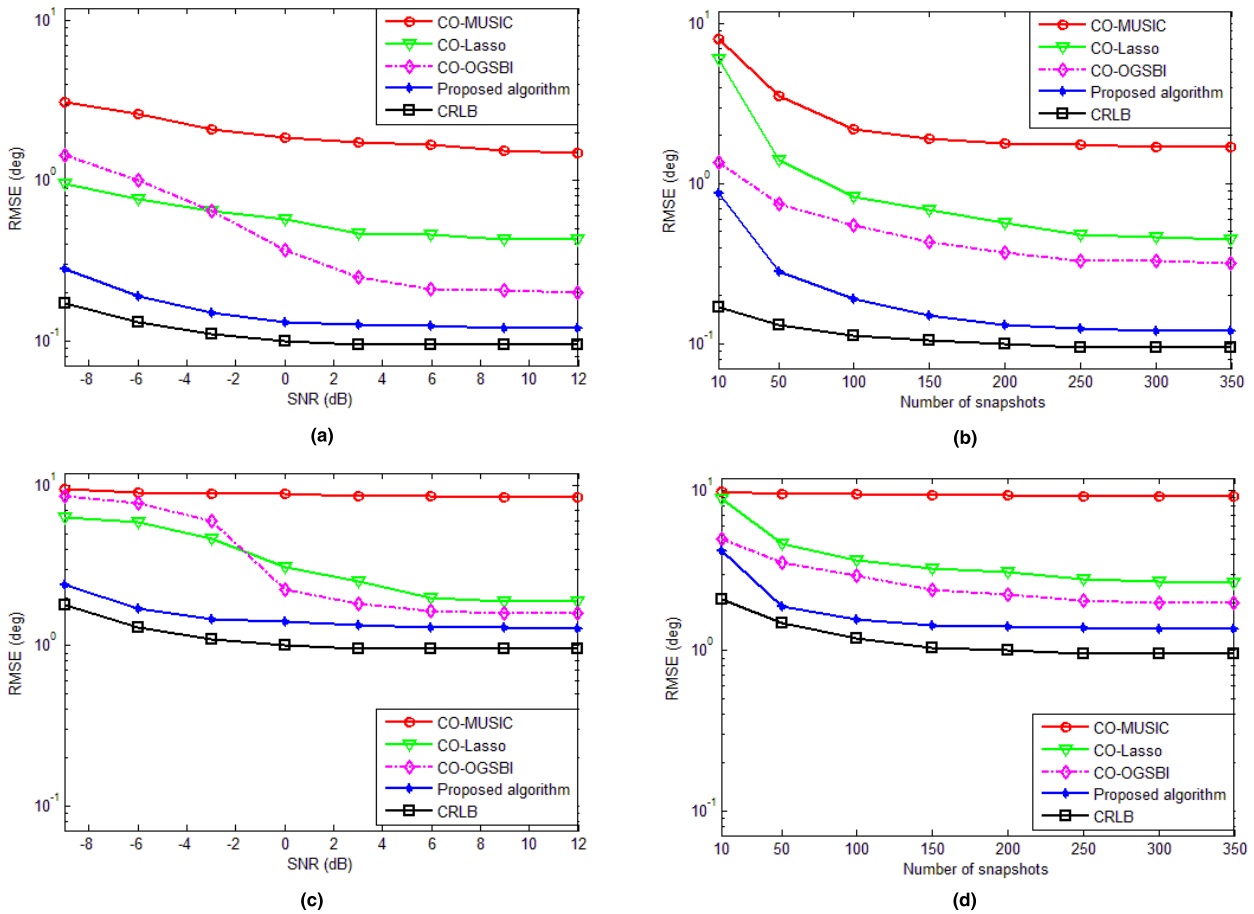 10^1
10^0
10^-1
RMSE (deg)
CO-MUSIC
CO-Lasso
CO-OGSBI
Proposed algorithm
CRLB
-8 -6 -4 -2 0 2 4 6 8 10 12
SNR (dB)
(a)
10^1
10^0
10^-1
RMSE (deg)
CO-MUSIC
CO-Lasso
CO-OGSBI
Proposed algorithm
CRLB
10 50 100 150 200 250 300 350
Number of snapshots
(b)
10^1
10^0
10^-1
RMSE (deg)
CO-MUSIC
CO-Lasso
CO-OGSBI
Proposed algorithm
CRLB
-8 -6 -4 -2 0 2 4 6 8 10 12
SNR (dB)
(c)
10^1
10^0
10^-1
RMSE (deg)
CO-MUSIC
CO-Lasso
CO-OGSBI
Proposed algorithm
CRLB
10 50 100 150 200 250 300 350
Number of snapshots
(d)